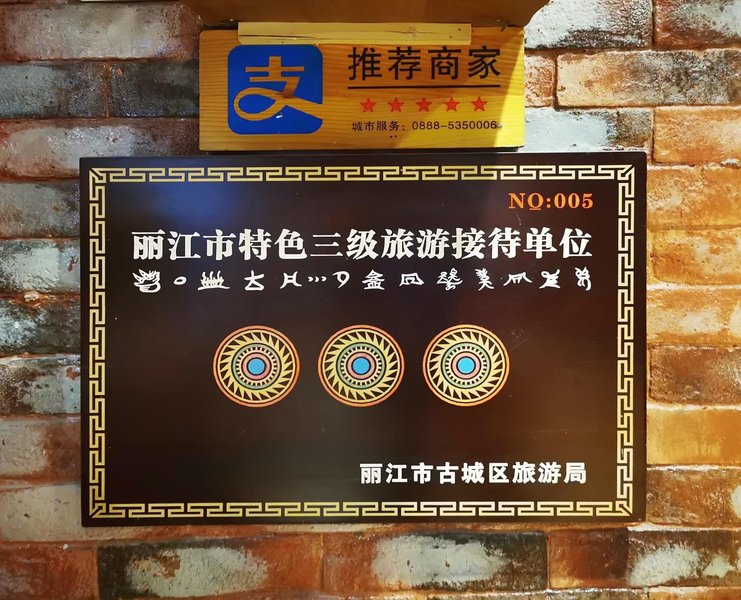 支
推荐商家
城市服务：0888-5350006
NO:005
丽江市特色三级旅游接待单位
丽江市古城区旅游局